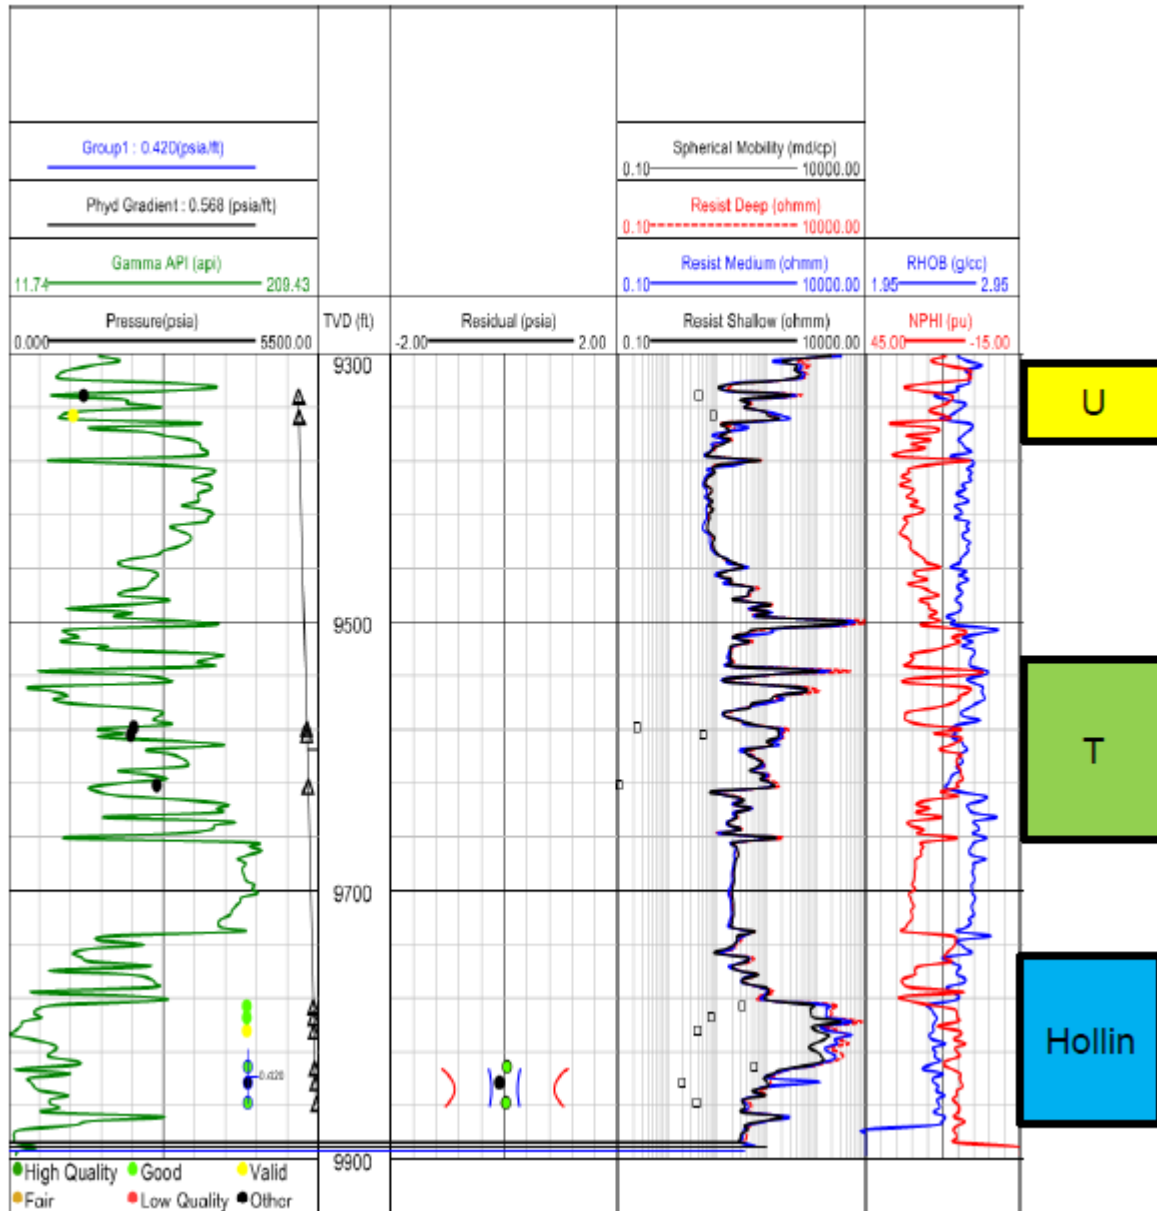 Group1 : 0.420(psia/ft)
Spherical Mobility (md/cp)
0.10 10000.00
Phyd Gradient : 0.568 (psia/ft)
Resist Deep (ohmm)
0.10 10000.00
Gamma API (api)
11.74 209.43
Resist Medium (ohmm)
0.10 10000.00
RHOB (g/cc)
1.95 2.95
Pressure(psia)
0.000 5500.00
TVD (ft)
Residual (psia)
-2.00 2.00
Resist Shallow (ohmm)
0.10 10000.00
NPHI (pu)
45.00 -15.00
9300
U
9500
T
9700
Hollin
0.420
9900
High Quality Good Valid
Fair Low Quality Other